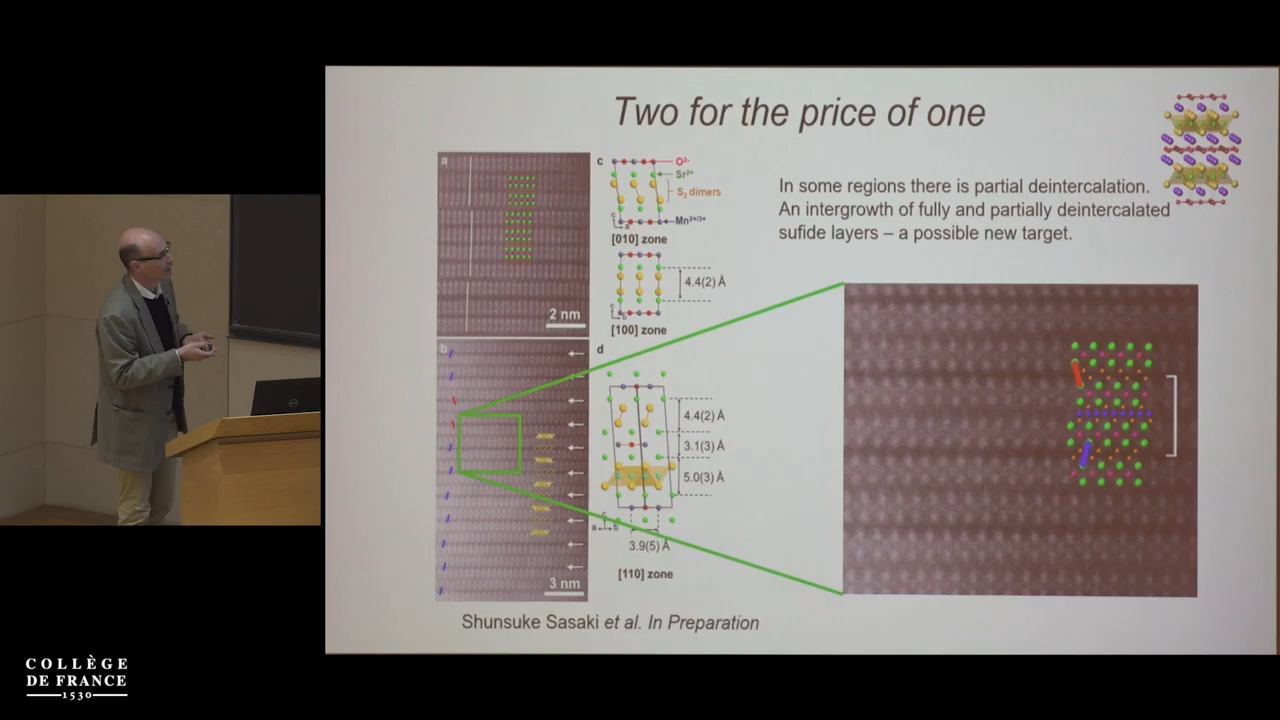 Two for the price of one
In some regions there is partial deintercalation.
An intergrowth of fully and partially deintercalated
sufide layers – a possible new target.
a
2 nm
b
3 nm
c
O²⁻
Sr²⁺
S₂ dimers
Mn²⁺/³⁺
c
a
[010] zone
4.4(2) Å
c
b
[100] zone
d
4.4(2) Å
3.1(3) Å
5.0(3) Å
c
a
b
3.9(5) Å
[110] zone
Shunsuke Sasaki et al. In Preparation
COLLÈGE
DE FRANCE
1530